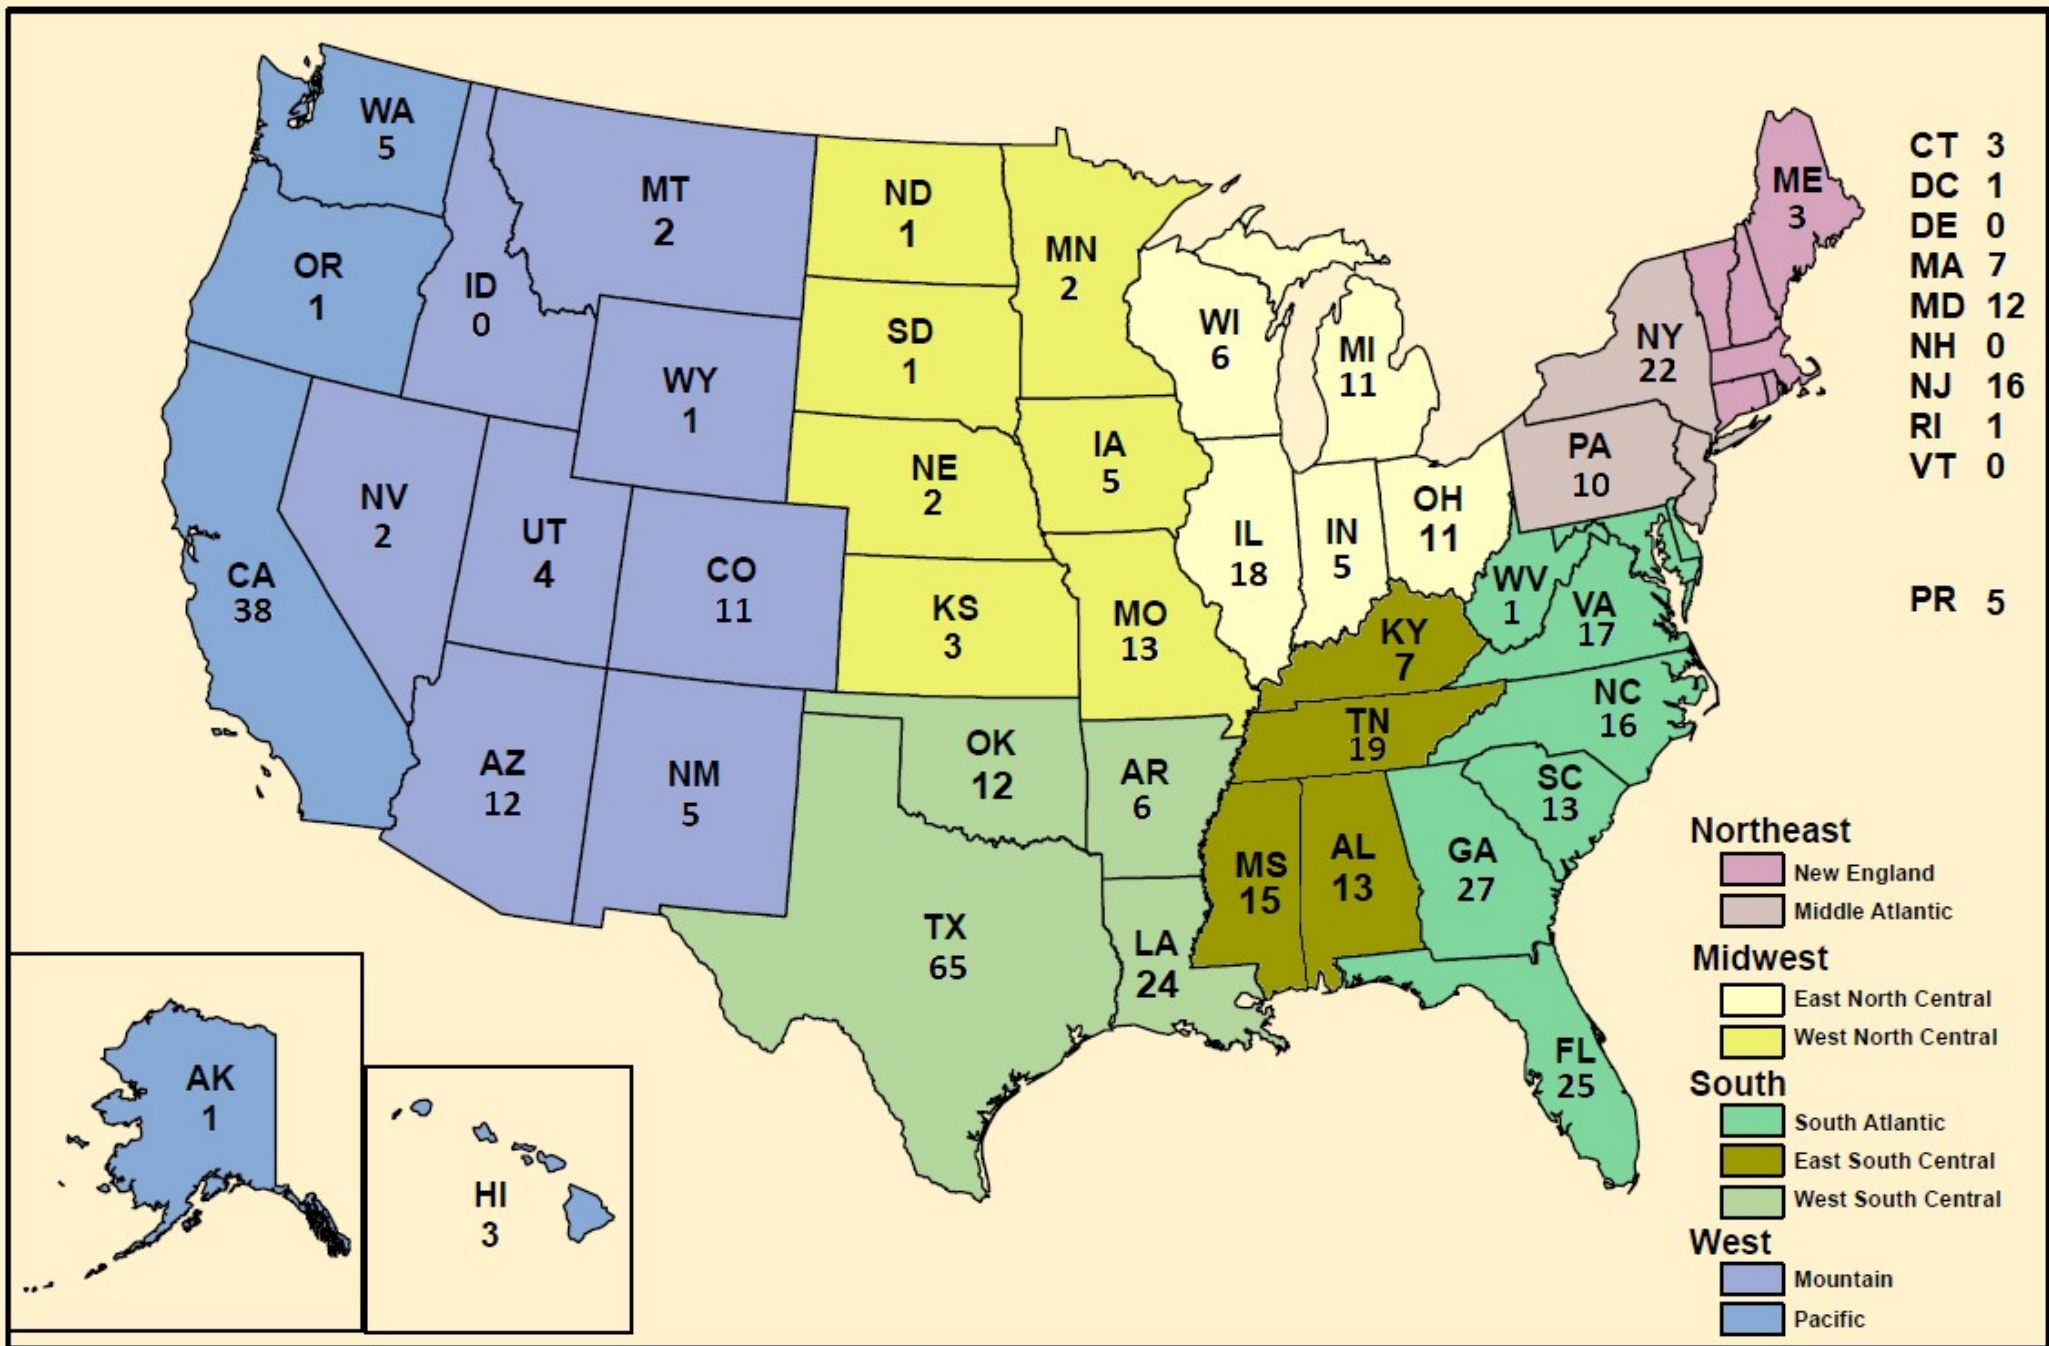 WA
5
OR
1
CA
38
ID
0
NV
2
MT
2
WY
1
UT
4
CO
11
AZ
12
NM
5
ND
1
SD
1
NE
2
KS
3
MN
2
IA
5
MO
13
OK
12
TX
65
AR
6
LA
24
WI
6
MI
11
IL
18
IN
5
OH
11
KY
7
TN
19
MS
15
AL
13
ME
3
NY
22
PA
10
WV
1
VA
17
NC
16
SC
13
GA
27
FL
25
AK
1
HI
3
CT 3
DC 1
DE 0
MA 7
MD 12
NH 0
NJ 16
RI 1
VT 0
PR 5
Northeast
New England
Middle Atlantic
Midwest
East North Central
West North Central
South
South Atlantic
East South Central
West South Central
West
Mountain
Pacific